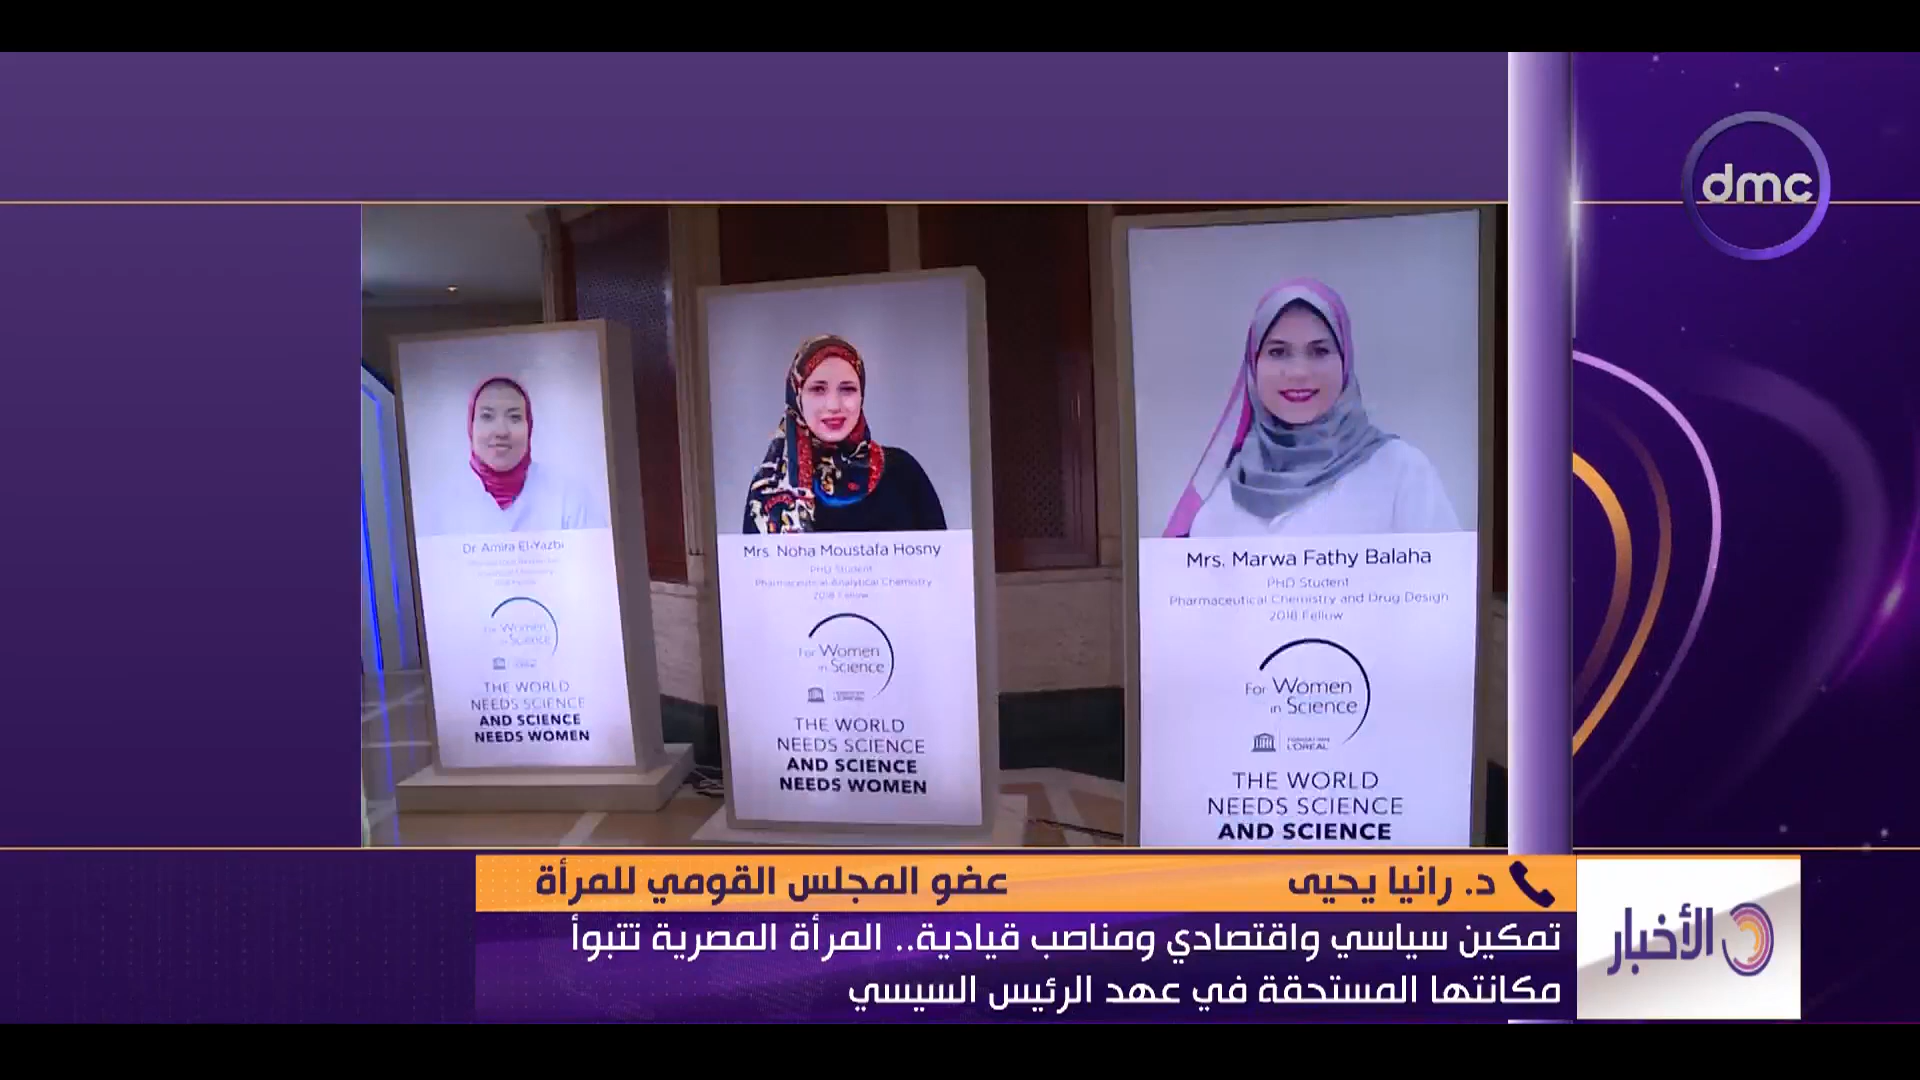 dmc
Dr. Amira El-Yazbi
For Women
in Science
THE WORLD
NEEDS SCIENCE
AND SCIENCE
NEEDS WOMEN
Mrs. Noha Moustafa Hosny
PHD Student
Pharmaceutical Analytical Chemistry
2018 Fellow
For Women
in Science
THE WORLD
NEEDS SCIENCE
AND SCIENCE
NEEDS WOMEN
Mrs. Marwa Fathy Balaha
PHD Student
Pharmaceutical Chemistry and Drug Design
2018 Fellow
For Women
in Science
FONDATION
L'ORÉAL
THE WORLD
NEEDS SCIENCE
AND SCIENCE
د. رانيا يحيى عضو المجلس القومي للمرأة
تمكين سياسي واقتصادي ومناصب قيادية.. المرأة المصرية تتبوأ
مكانتها المستحقة في عهد الرئيس السيسي
الأخبار